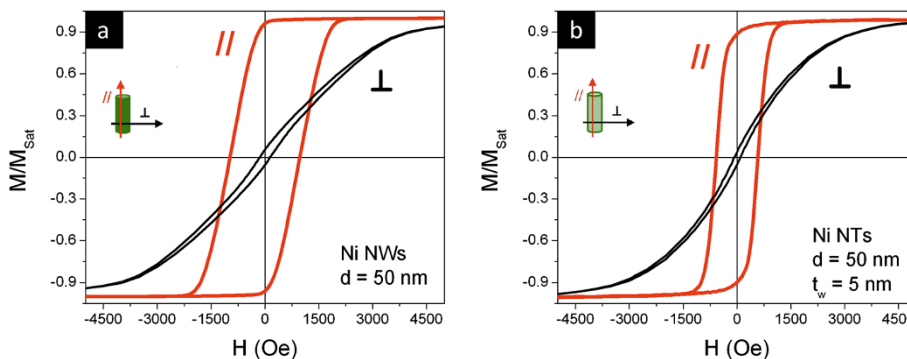 a
//
⊥
//
⊥
Ni NWs
d = 50 nm
M/M_Sat
0.9
0.6
0.3
0.0
-0.3
-0.6
-0.9
-4500 -3000 -1500 0 1500 3000 4500
H (Oe)
b
//
⊥
//
⊥
Ni NTs
d = 50 nm
t_w = 5 nm
M/M_Sat
0.9
0.6
0.3
0.0
-0.3
-0.6
-0.9
-4500 -3000 -1500 0 1500 3000 4500
H (Oe)